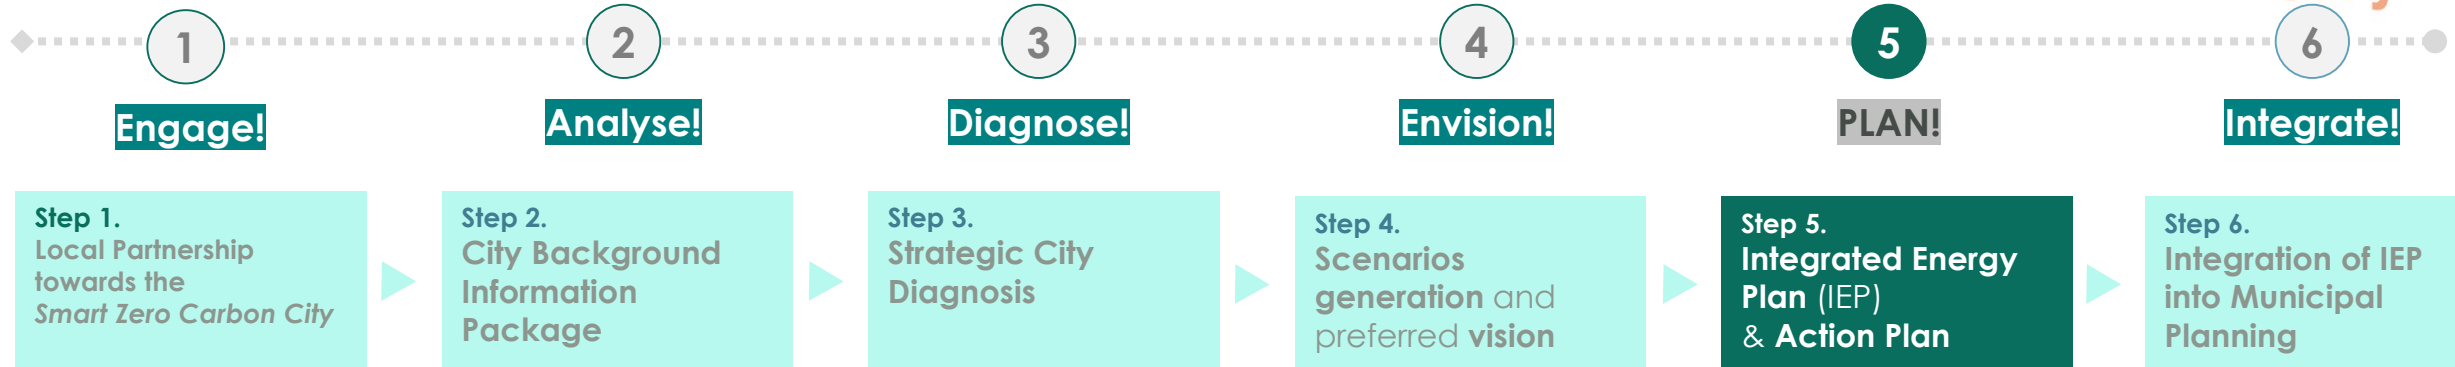 1
2
3
4
5
6
Engage!
Analyse!
Diagnose!
Envision!
PLAN!
Integrate!
Step 1.
Local Partnership
towards the
Smart Zero Carbon City
Step 2.
City Background
Information
Package
Step 3.
Strategic City
Diagnosis
Step 4.
Scenarios
generation and
preferred vision
Step 5.
Integrated Energy
Plan (IEP)
& Action Plan
Step 6.
Integration of IEP
into Municipal
Planning